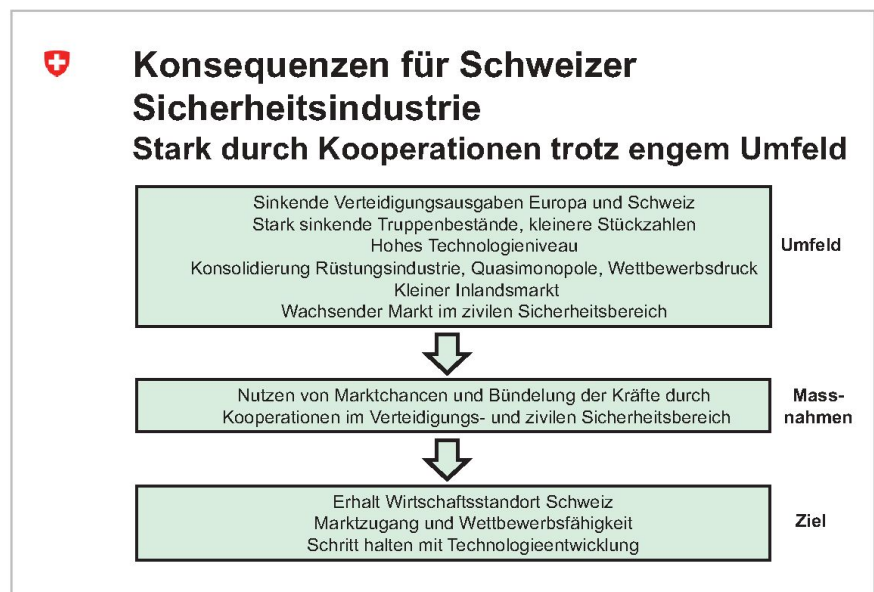 Konsequenzen für Schweizer
Sicherheitsindustrie
Stark durch Kooperationen trotz engem Umfeld
Sinkende Verteidigungsausgaben Europa und Schweiz
Stark sinkende Truppenbestände, kleinere Stückzahlen
Hohes Technologieniveau
Konsolidierung Rüstungsindustrie, Quasimonopole, Wettbewerbsdruck
Kleiner Inlandsmarkt
Wachsender Markt im zivilen Sicherheitsbereich
Umfeld
Nutzen von Marktchancen und Bündelung der Kräfte durch
Kooperationen im Verteidigungs- und zivilen Sicherheitsbereich
Mass-
nahmen
Erhalt Wirtschaftsstandort Schweiz
Marktzugang und Wettbewerbsfähigkeit
Schritt halten mit Technologieentwicklung
Ziel